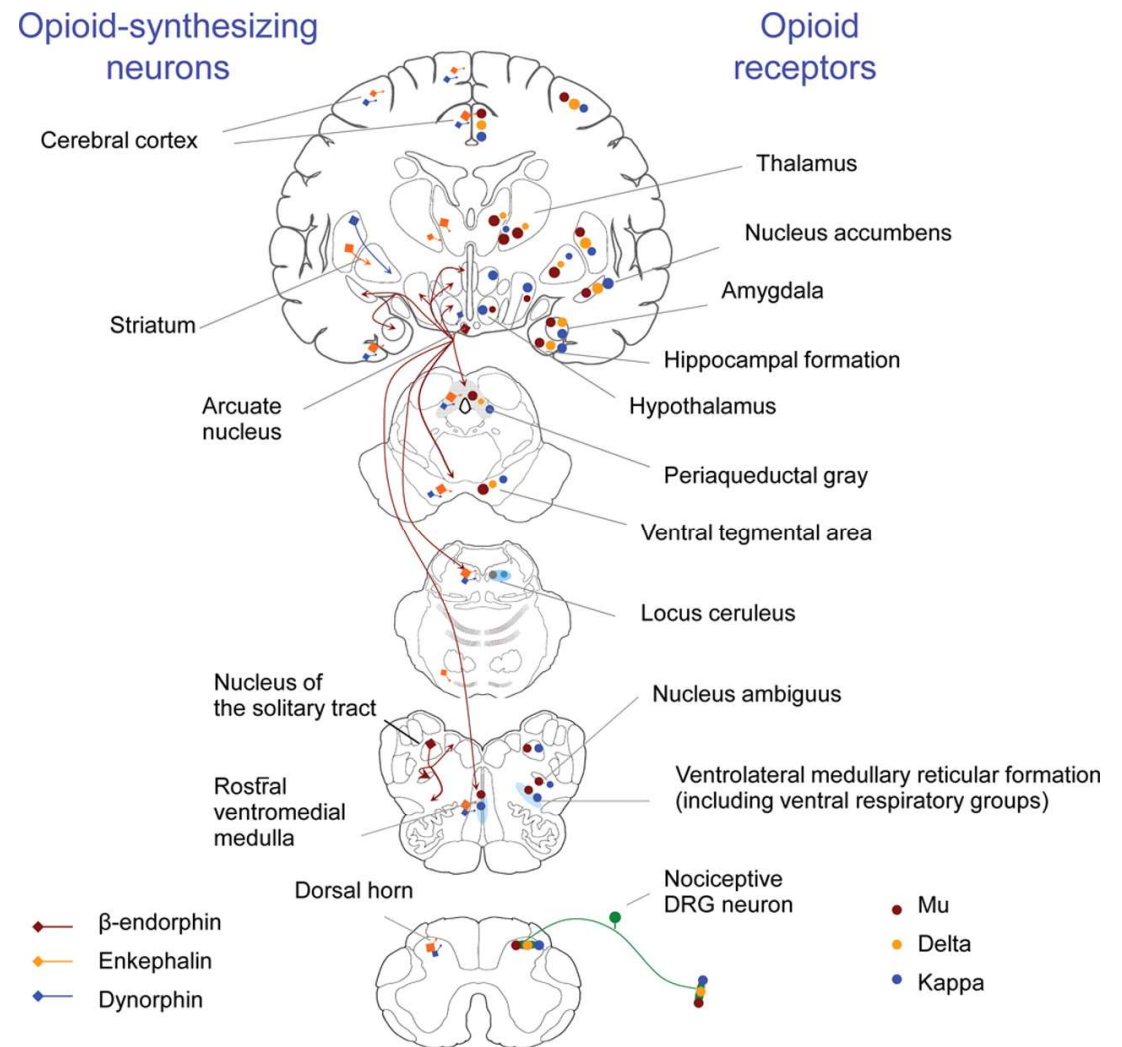 Opioid-synthesizing
neurons
Opioid
receptors
Cerebral cortex
Thalamus
Nucleus accumbens
Amygdala
Striatum
Hippocampal formation
Arcuate
nucleus
Hypothalamus
Periaqueductal gray
Ventral tegmental area
Locus ceruleus
Nucleus of
the solitary tract
Nucleus ambiguus
Rostral
ventromedial
medulla
Ventrolateral medullary reticular formation
(including ventral respiratory groups)
Dorsal horn
Nociceptive
DRG neuron
β-endorphin
Enkephalin
Dynorphin
Mu
Delta
Kappa